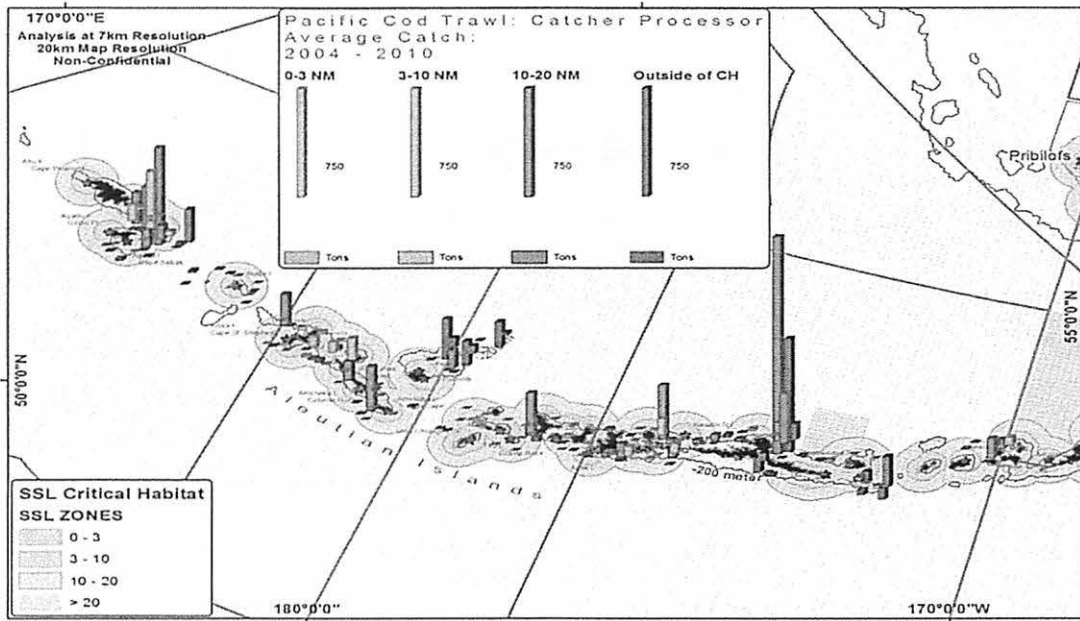 170°0'0"E
Analysis at 7km Resolution
20km Map Resolution
Non-Confidential
Pacific Cod Trawl: Catcher Processor
Average Catch:
2004 - 2010
0-3 NM 3-10 NM 10-20 NM Outside of CH
750 750 750 750
Tons Tons Tons Tons
Pribilofs
55°0'0"N
50°0'0"N
Aleutian Islands
-200 meter
SSL Critical Habitat
SSL ZONES
0 - 3
3 - 10
10 - 20
> 20
180°0'0"
170°0'0"W